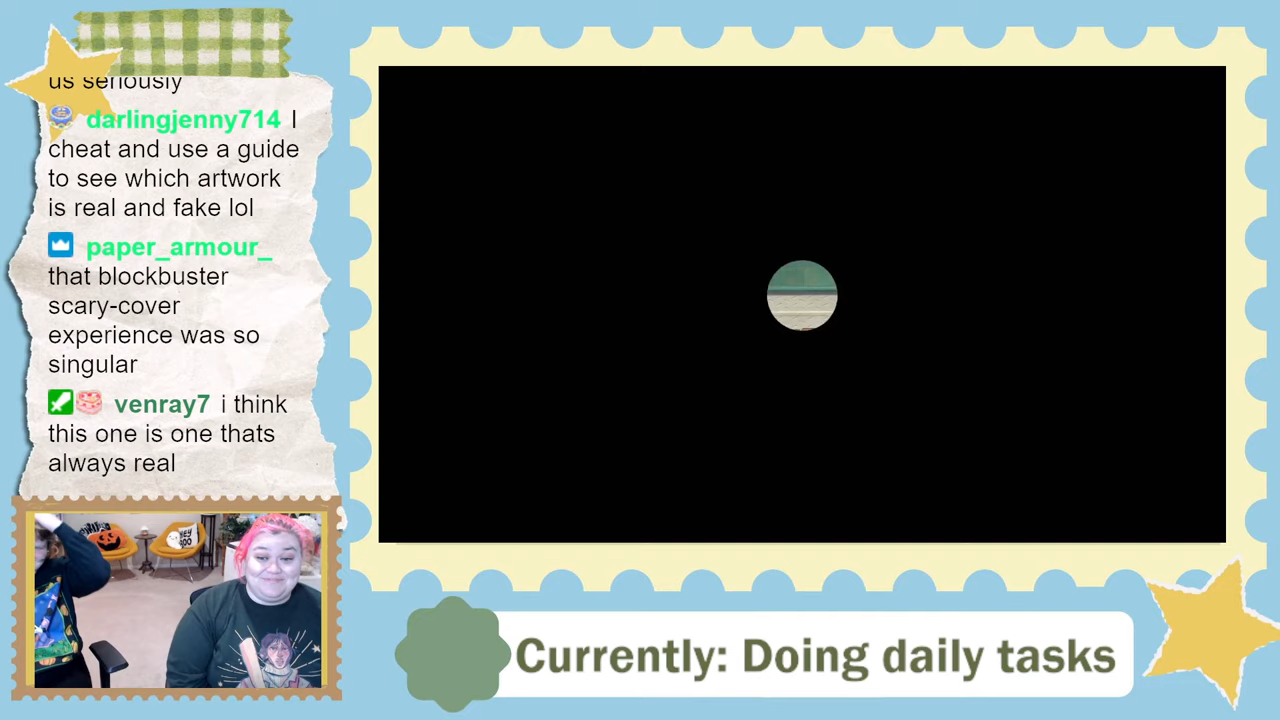 us seriously
darlingjenny714 I
cheat and use a guide
to see which artwork
is real and fake lol
paper_armour_
that blockbuster
scary-cover
experience was so
singular
venray7 i think
this one is one thats
always real
HEY
BOO
Currently: Doing daily tasks